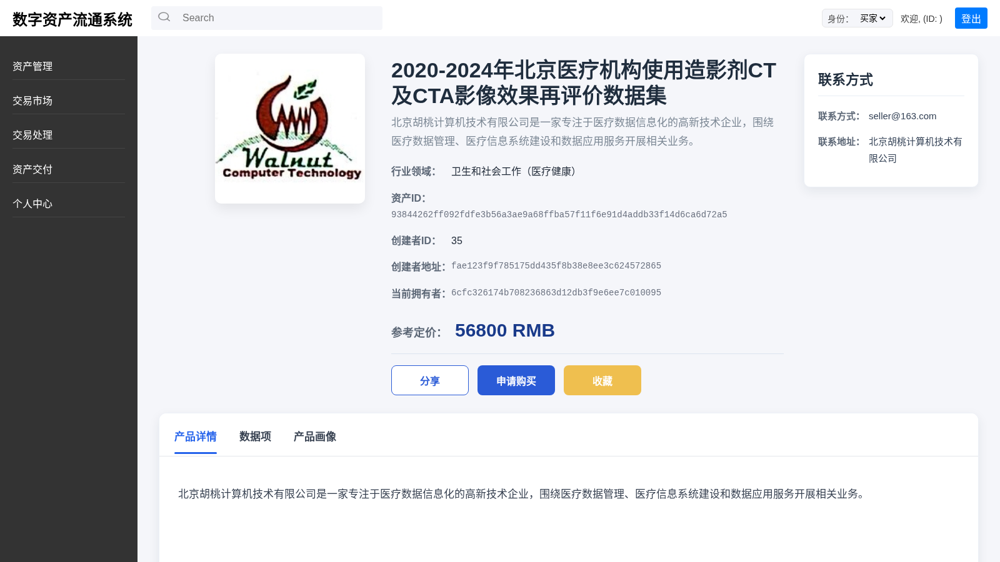 数字资产流通系统
Search
身份：
买家
欢迎, (ID: )
登出
资产管理
交易市场
交易处理
资产交付
个人中心
Walnut
Computer Technology
2020-2024年北京医疗机构使用造影剂CT
及CTA影像效果再评价数据集
北京胡桃计算机技术有限公司是一家专注于医疗数据信息化的高新技术企业，围绕
医疗数据管理、医疗信息系统建设和数据应用服务开展相关业务。
行业领域： 卫生和社会工作（医疗健康）
资产ID：
93844262ff092fdfe3b56a3ae9a68ffba57f11f6e91d4addb33f14d6ca6d72a5
创建者ID： 35
创建者地址：fae123f9f785175dd435f8b38e8ee3c624572865
当前拥有者：6cfc326174b708236863d12db3f9e6ee7c010095
参考定价： 56800 RMB
分享
申请购买
收藏
联系方式
联系方式： seller@163.com
联系地址： 北京胡桃计算机技术有
限公司
产品详情
数据项
产品画像
北京胡桃计算机技术有限公司是一家专注于医疗数据信息化的高新技术企业，围绕医疗数据管理、医疗信息系统建设和数据应用服务开展相关业务。